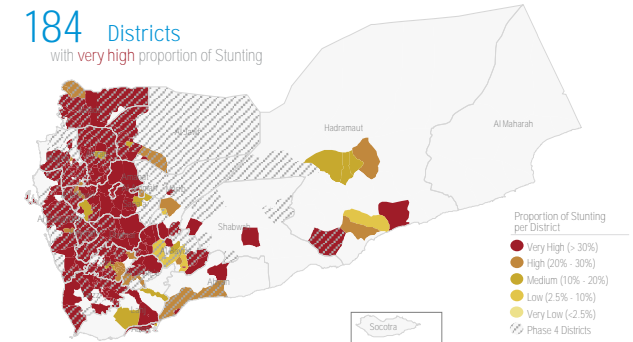 184 Districts
with very high proportion of Stunting
Al Jawf
Hadramaut
Al Maharah
Shabwah
Socotra
Proportion of Stunting
per District
Very High (> 30%)
High (20% - 30%)
Medium (10% - 20%)
Low (2.5% - 10%)
Very Low (<2.5%)
Phase 4 Districts